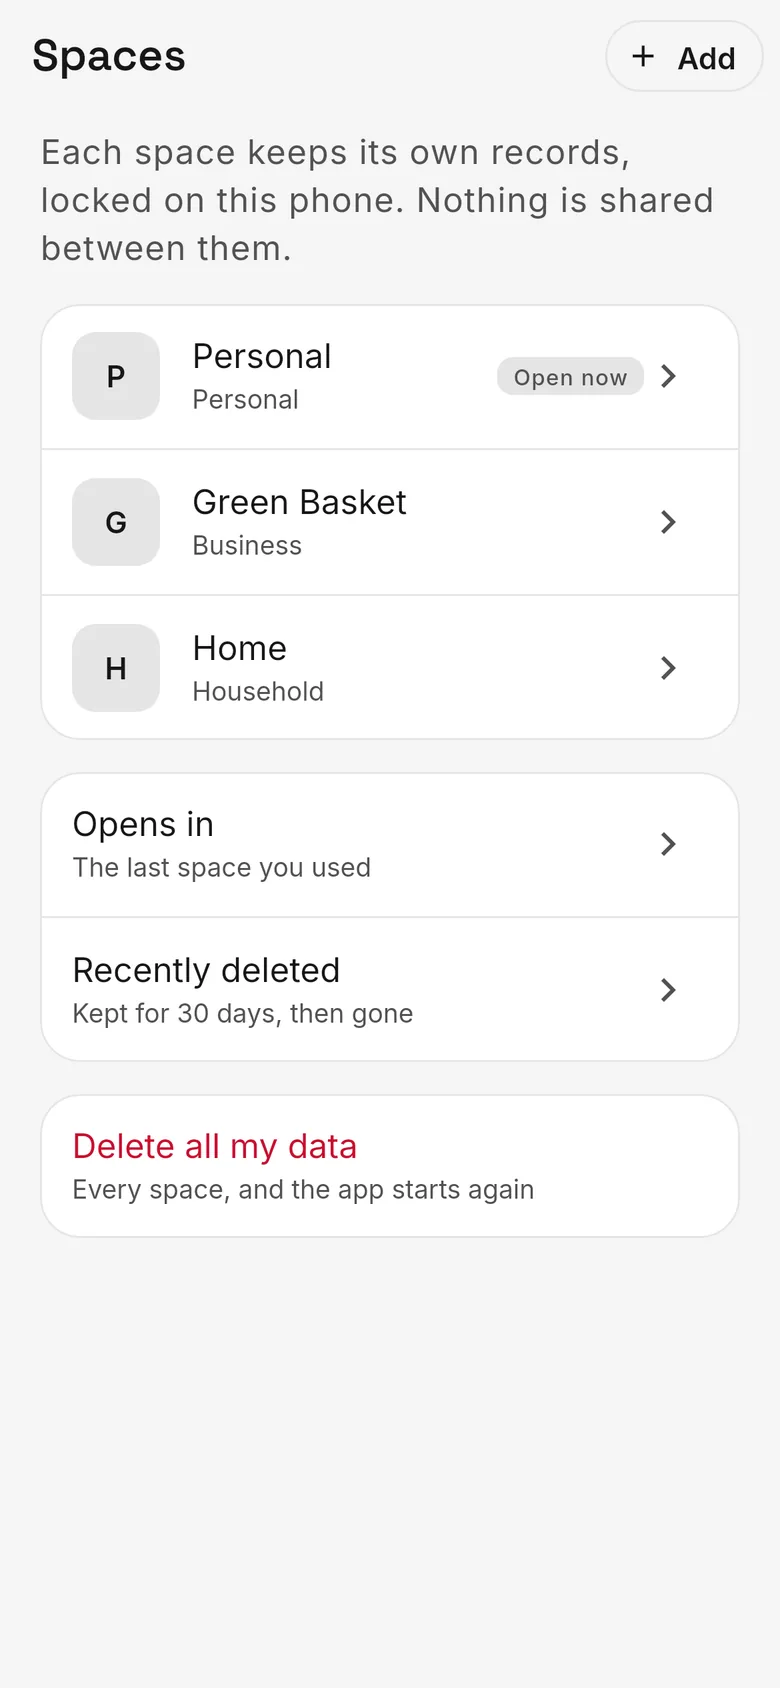 Spaces
+ Add
Each space keeps its own records,
locked on this phone. Nothing is shared
between them.
P
Personal
Personal
Open now
G
Green Basket
Business
H
Home
Household
Opens in
The last space you used
Recently deleted
Kept for 30 days, then gone
Delete all my data
Every space, and the app starts again